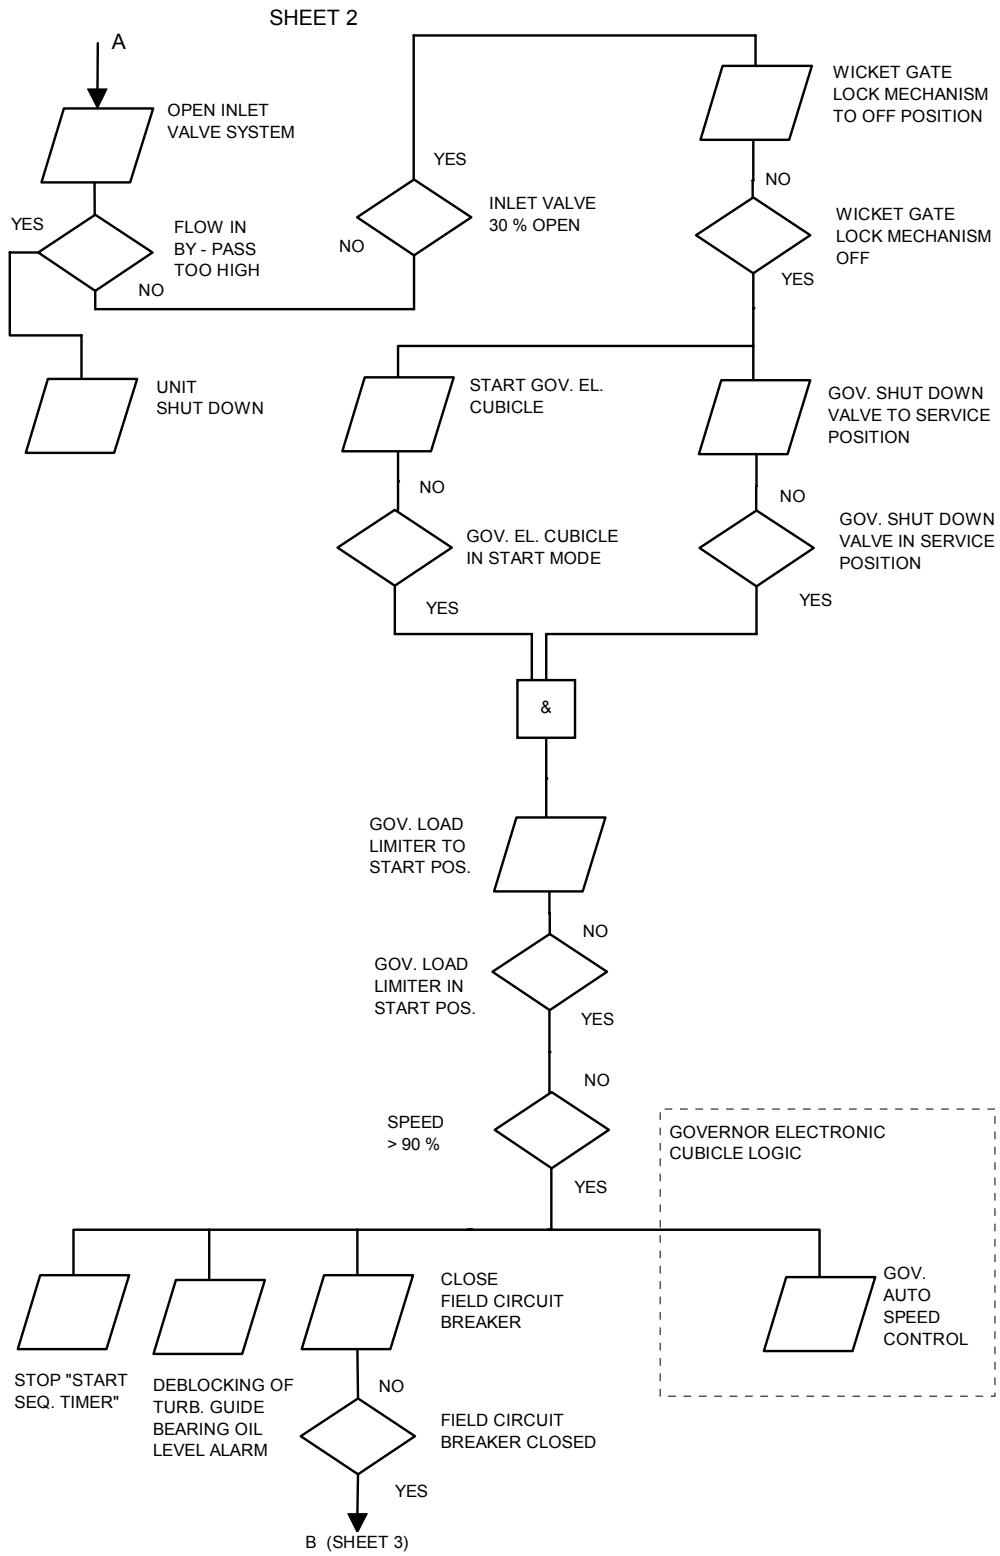 SHEET 2
A
OPEN INLET
VALVE SYSTEM
YES
FLOW IN
BY - PASS
TOO HIGH
NO
UNIT
SHUT DOWN
YES
INLET VALVE
30 % OPEN
NO
WICKET GATE
LOCK MECHANISM
TO OFF POSITION
NO
WICKET GATE
LOCK MECHANISM
OFF
YES
START GOV. EL.
CUBICLE
NO
GOV. EL. CUBICLE
IN START MODE
YES
GOV. SHUT DOWN
VALVE TO SERVICE
POSITION
NO
GOV. SHUT DOWN
VALVE IN SERVICE
POSITION
YES
&
GOV. LOAD
LIMITER TO
START POS.
NO
GOV. LOAD
LIMITER IN
START POS.
YES
NO
SPEED
> 90 %
YES
GOVERNOR ELECTRONIC
CUBICLE LOGIC
GOV.
AUTO
SPEED
CONTROL
STOP "START
SEQ. TIMER"
DEBLOCKING OF
TURB. GUIDE
BEARING OIL
LEVEL ALARM
CLOSE
FIELD CIRCUIT
BREAKER
NO
FIELD CIRCUIT
BREAKER CLOSED
YES
B (SHEET 3)